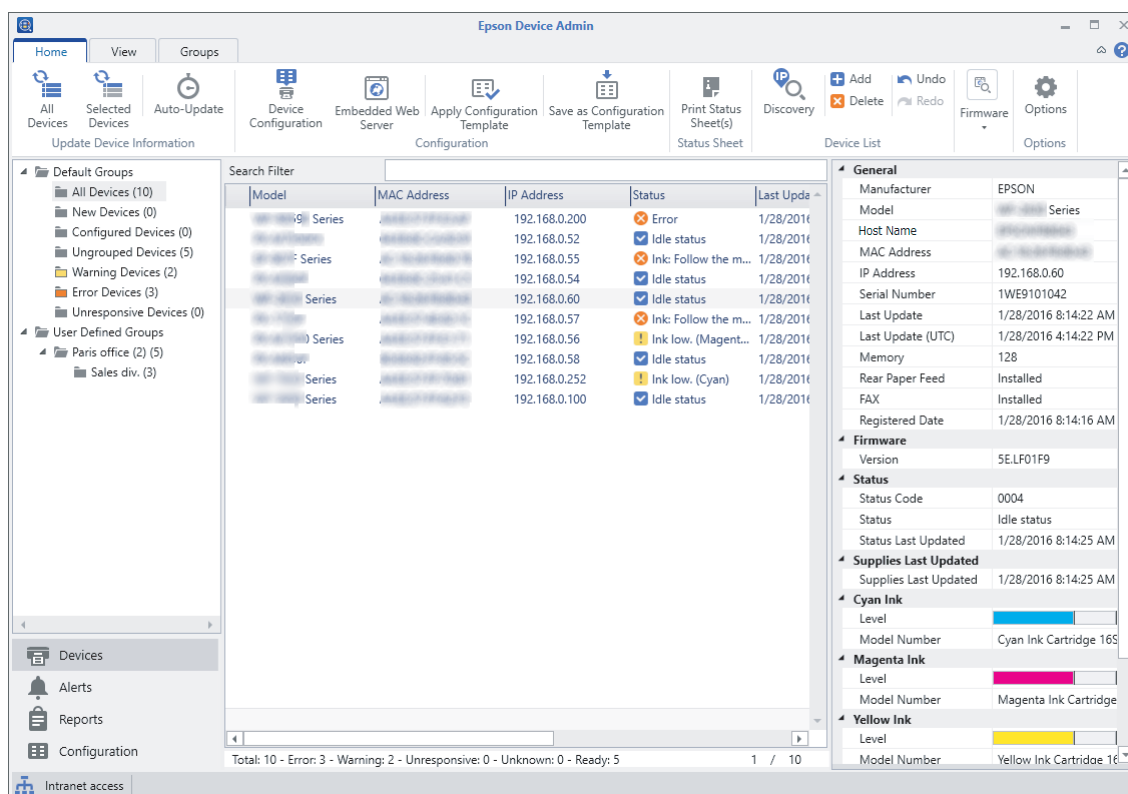 Epson Device Admin
Home View Groups
All Devices
Selected Devices
Auto-Update
Update Device Information
Device Configuration
Embedded Web Server
Apply Configuration Template
Save as Configuration Template
Configuration
Print Status Sheet(s)
Status Sheet
Discovery
Add
Delete
Undo
Redo
Device List
Firmware
Options
Options
Default Groups
All Devices (10)
New Devices (0)
Configured Devices (0)
Ungrouped Devices (5)
Warning Devices (2)
Error Devices (3)
Unresponsive Devices (0)
User Defined Groups
Paris office (2) (5)
Sales div. (3)
Devices
Alerts
Reports
Configuration
Search Filter
Model MAC Address IP Address Status Last Upda
Series 192.168.0.200 Error 1/28/2016
192.168.0.52 Idle status 1/28/2016
Series 192.168.0.55 Ink: Follow the m... 1/28/2016
192.168.0.54 Idle status 1/28/2016
Series 192.168.0.60 Idle status 1/28/2016
192.168.0.57 Ink: Follow the m... 1/28/2016
Series 192.168.0.56 Ink low. (Magent... 1/28/2016
192.168.0.58 Idle status 1/28/2016
Series 192.168.0.252 Ink low. (Cyan) 1/28/2016
Series 192.168.0.100 Idle status 1/28/2016
Total: 10 - Error: 3 - Warning: 2 - Unresponsive: 0 - Unknown: 0 - Ready: 5 1 / 10
General
Manufacturer EPSON
Model Series
Host Name
MAC Address
IP Address 192.168.0.60
Serial Number 1WE9101042
Last Update 1/28/2016 8:14:22 AM
Last Update (UTC) 1/28/2016 4:14:22 PM
Memory 128
Rear Paper Feed Installed
FAX Installed
Registered Date 1/28/2016 8:14:16 AM
Firmware
Version 5E.LF01F9
Status
Status Code 0004
Status Idle status
Status Last Updated 1/28/2016 8:14:25 AM
Supplies Last Updated
Supplies Last Updated 1/28/2016 8:14:25 AM
Cyan Ink
Level
Model Number Cyan Ink Cartridge 16S
Magenta Ink
Level
Model Number Magenta Ink Cartridge
Yellow Ink
Level
Model Number Yellow Ink Cartridge 16
Intranet access